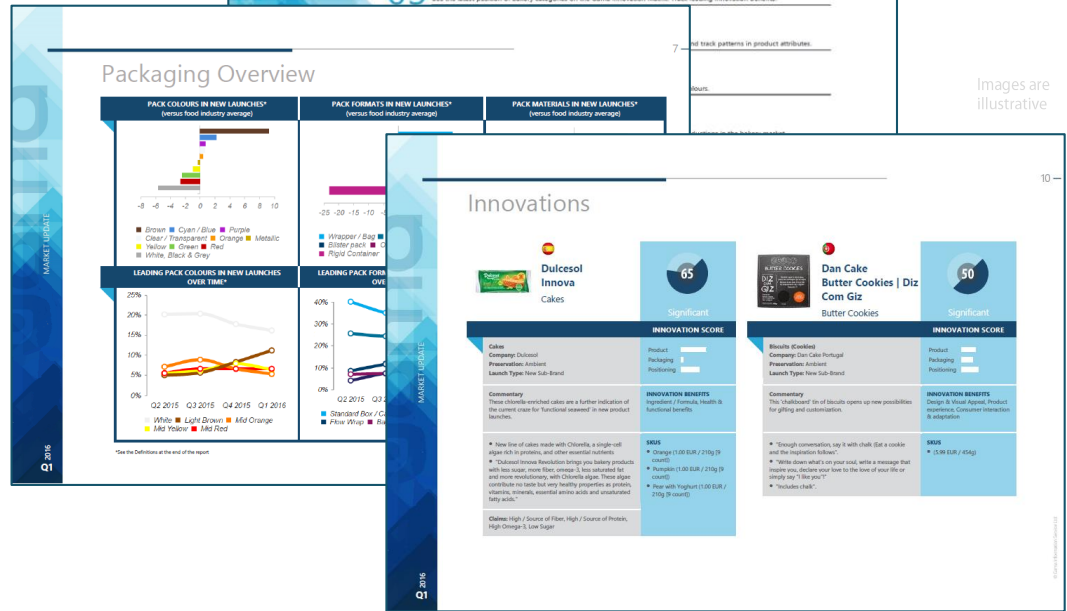 Images are
illustrative
nd track patterns in product attributes.
7
Packaging Overview
PACK COLOURS IN NEW LAUNCHES*
(versus food industry average)
PACK FORMATS IN NEW LAUNCHES*
(versus food industry average)
PACK MATERIALS IN NEW LAUNCHES*
(versus food industry average)
-8 -6 -4 -2 0 2 4 6 8 10
-25 -20 -15 -10
Brown Cyan / Blue Purple
Clear / Transparent Orange Metallic
Yellow Green Red
White, Black & Grey
Wrapper / Bag
Blister pack
Rigid Container
LEADING PACK COLOURS IN NEW LAUNCHES
OVER TIME*
LEADING PACK FORM
OVE
25%
20%
15%
10%
5%
0%
Q2 2015 Q3 2015 Q4 2015 Q1 2016
White Light Brown Mid Orange
Mid Yellow Mid Red
40%
30%
20%
10%
0%
Q2 2015 Q3
Standard Box / Ca
Flow Wrap Ba
*See the Definitions at the end of the report
MARKET UPDATE
2016
Q1
10
Innovations
Dulcesol
Innova
Cakes
65
Significant
INNOVATION SCORE
Cakes
Company: Dulcesol
Preservation: Ambient
Launch Type: New Sub-Brand
Product
Packaging
Positioning
Commentary
These chlorella-enriched cakes are a further indication of
the current craze for 'functional seaweed' in new product
launches.
INNOVATION BENEFITS
Ingredient / Formula, Health &
functional benefits
New line of cakes made with Chlorella, a single-cell
algae rich in proteins, and other essential nutrients
"Dulcesol Innova Revolution brings you bakery products
with less sugar, more fiber, omega-3, less saturated fat
and more revolutionary, with Chlorella algae. These algae
contribute no taste but very healthy properties as protein,
vitamins, minerals, essential amino acids and unsaturated
fatty acids."
SKUS
Orange (1.00 EUR / 210g [9
count])
Pumpkin (1.00 EUR / 210g [9
count])
Pear with Yoghurt (1.00 EUR /
210g [9 count])
Claims: High / Source of Fiber, High / Source of Protein,
High Omega-3, Low Sugar
Dan Cake
Butter Cookies | Diz
Com Giz
Butter Cookies
50
Significant
INNOVATION SCORE
Biscuits (Cookies)
Company: Dan Cake Portugal
Preservation: Ambient
Launch Type: New Sub-Brand
Product
Packaging
Positioning
Commentary
This 'chalkboard' tin of biscuits opens up new possibilities
for gifting and customization
INNOVATION BENEFITS
Design & Visual Appeal, Product
experience, Consumer interaction
& adaptation
"Enough conversation, say it with chalk (Eat a cookie
and the inspiration follows".
"Write down what's on your soul, write a message that
inspire you, declare your love to the love of your life or
simply say "I like you"!"
"Includes chalk".
SKUS
(5.99 EUR / 454g)
MARKET UPDATE
2016
Q1